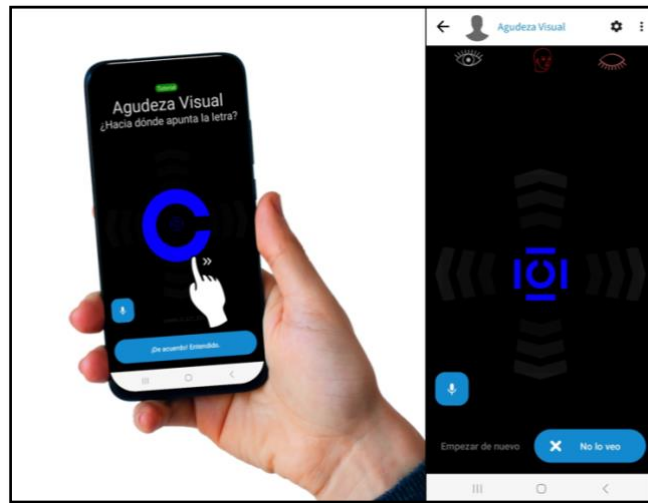 Tutorial
Agudeza Visual
¿Hacia dónde apunta la letra?
¡De acuerdo! Entendido.
Agudeza Visual
Empezar de nuevo
No lo veo